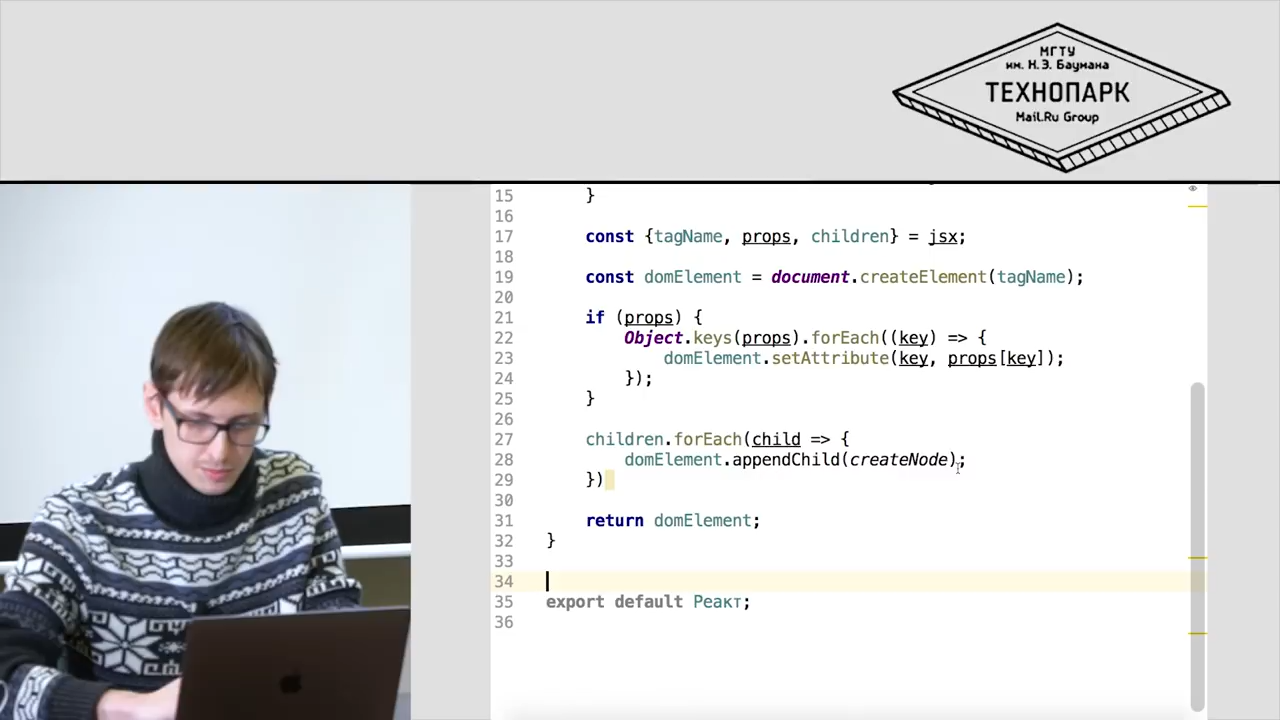 МГТУ
им. Н.Э. Баумана
ТЕХНОПАРК
Mail.Ru Group
15 }
16
17 const {tagName, props, children} = jsx;
18
19 const domElement = document.createElement(tagName);
20
21 if (props) {
22 Object.keys(props).forEach((key) => {
23 domElement.setAttribute(key, props[key]);
24 });
25 }
26
27 children.forEach(child => {
28 domElement.appendChild(createNode);
29 })
30
31 return domElement;
32 }
33
34
35 export default Реакт;
36